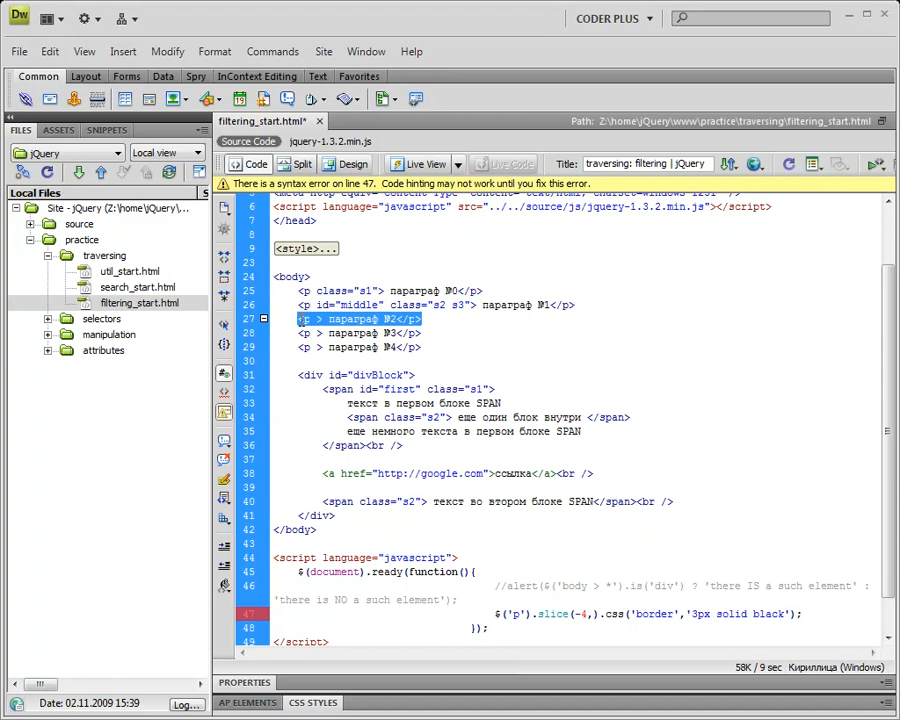 Dw
CODER PLUS
File Edit View Insert Modify Format Commands Site Window Help
Common Layout Forms Data Spry InContext Editing Text Favorites
FILES ASSETS SNIPPETS
filtering_start.html*
Path: Z:\home\jQuery\www\practice\traversing\filtering_start.html
Source Code jquery-1.3.2.min.js
jQuery Local view
Code Split Design Live View Live Code Title: traversing: filtering | jQuery
There is a syntax error on line 47. Code hinting may not work until you fix this error.
Local Files S
Site - jQuery (Z:\home\jQuery\...
source
practice
traversing
util_start.html
search_start.html
filtering_start.html
selectors
manipulation
attributes
<meta http-equiv="Content-Type" content="text/html; charset=windows-1251" />
6 <script language="javascript" src="../../source/js/jquery-1.3.2.min.js"></script>
7 </head>
8
9 <style>...
23
24 <body>
25 <p class="s1"> параграф №0</p>
26 <p id="middle" class="s2 s3"> параграф №1</p>
27 <p > параграф №2</p>
28 <p > параграф №3</p>
29 <p > параграф №4</p>
30
31 <div id="divBlock">
32 <span id="first" class="s1">
33 текст в первом блоке SPAN
34 <span class="s2"> еще один блок внутри </span>
35 еще немного текста в первом блоке SPAN
36 </span><br />
37
38 <a href="http://google.com">ссылка</a><br />
39
40 <span class="s2"> текст во втором блоке SPAN</span><br />
41 </div>
42 </body>
43
44 <script language="javascript">
45 $(document).ready(function(){
46 //alert($('body > *').is('div') ? 'there IS a such element' :
'there is NO a such element');
47 $('p').slice(-4,).css('border','3px solid black');
48 });
49 </script>
58K / 9 sec Кириллица (Windows)
PROPERTIES
Date: 02.11.2009 15:39 Log...
AP ELEMENTS CSS STYLES